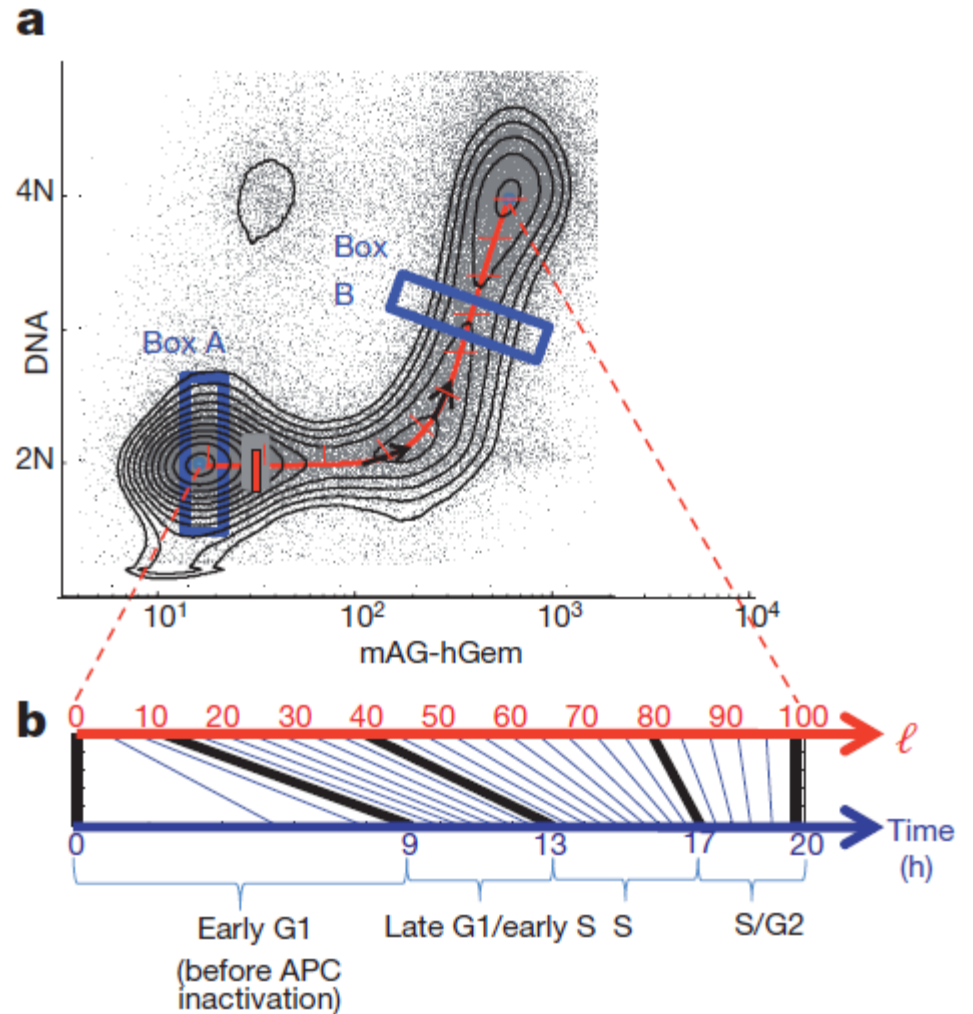 a
4N
Box
B
DNA
Box A
2N
10¹ 10² 10³ 10⁴
mAG-hGem
b
0 10 20 30 40 50 60 70 80 90 100
ℓ
0 9 13 17 20
Time
(h)
Early G1 Late G1/early S S S/G2
(before APC
inactivation)